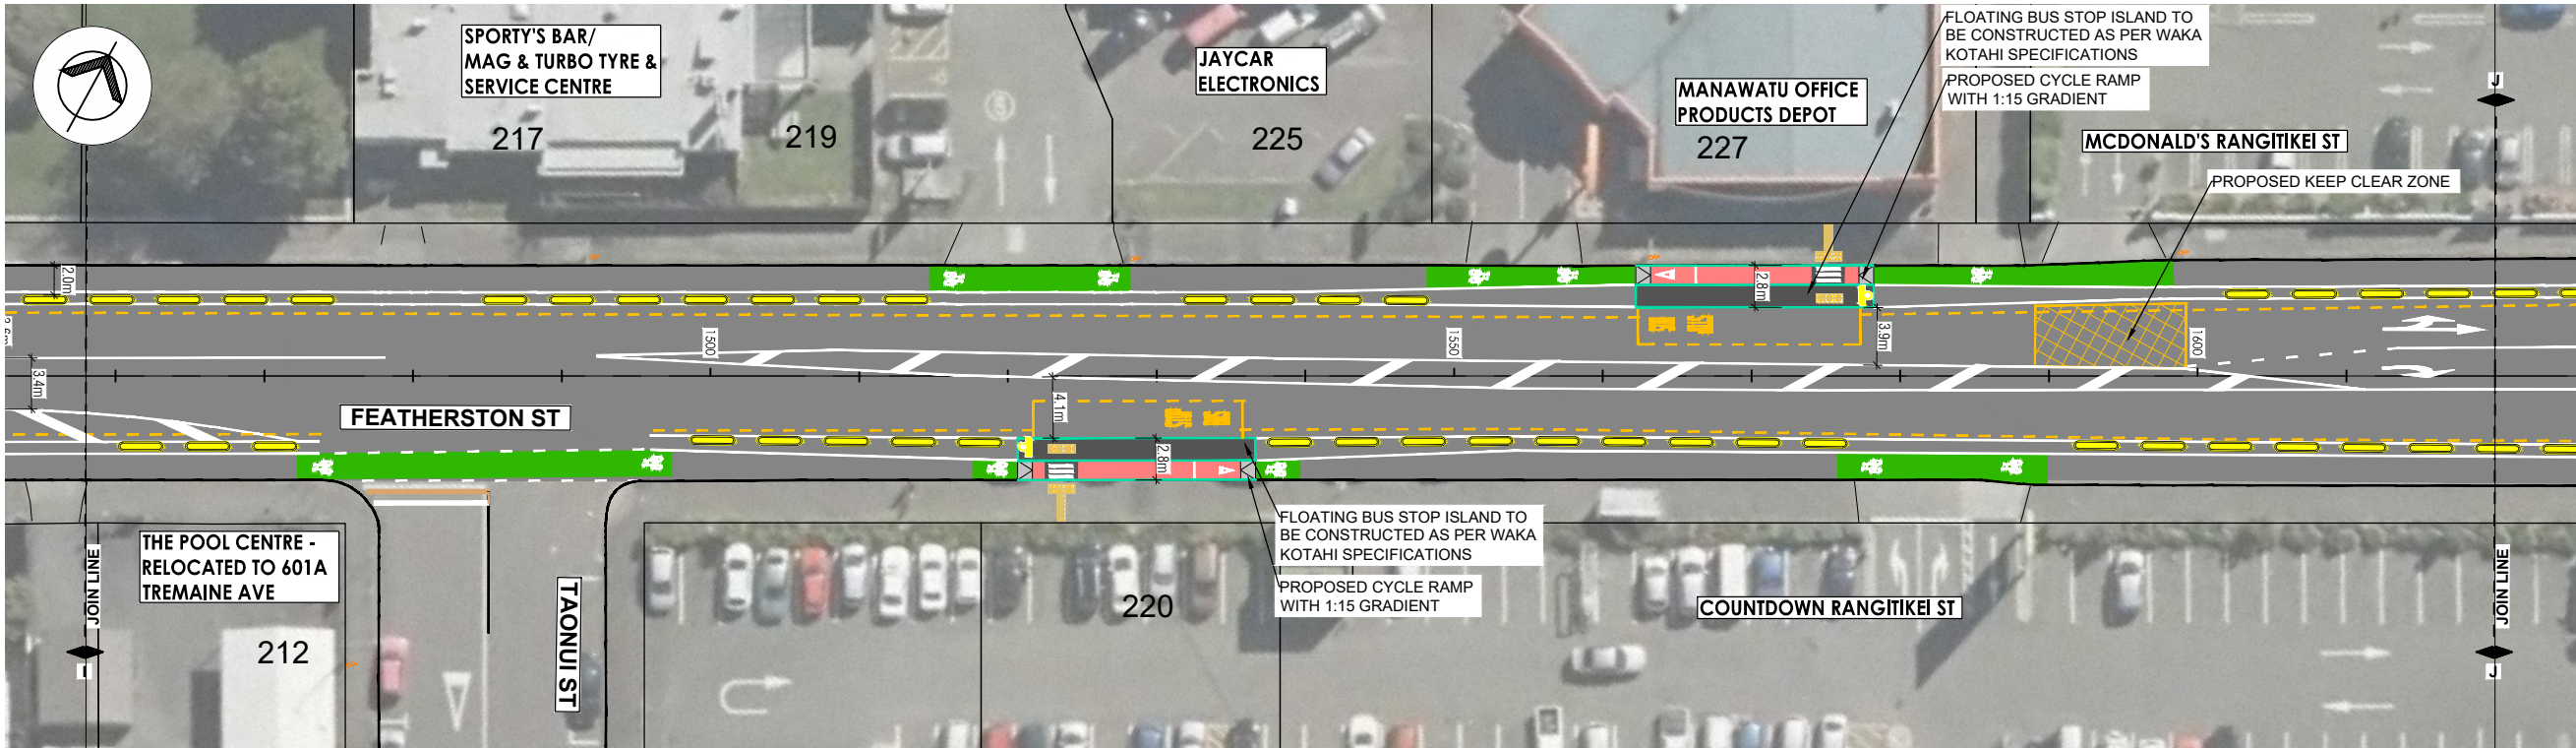 SPORTY'S BAR/
MAG & TURBO TYRE &
SERVICE CENTRE
217
219
JAYCAR
ELECTRONICS
225
MANAWATU OFFICE
PRODUCTS DEPOT
227
FLOATING BUS STOP ISLAND TO
BE CONSTRUCTED AS PER WAKA
KOTAHI SPECIFICATIONS
PROPOSED CYCLE RAMP
WITH 1:15 GRADIENT
J
MCDONALD'S RANGITIKEI ST
PROPOSED KEEP CLEAR ZONE
2.0m
2.8m
1500
1550
3.9m
1600
3.4m
4.1m
FEATHERSTON ST
2.8m
THE POOL CENTRE -
RELOCATED TO 601A
TREMAINE AVE
212
JOIN LINE
I
TAONUI ST
220
FLOATING BUS STOP ISLAND TO
BE CONSTRUCTED AS PER WAKA
KOTAHI SPECIFICATIONS
PROPOSED CYCLE RAMP
WITH 1:15 GRADIENT
COUNTDOWN RANGITIKEI ST
JOIN LINE
J